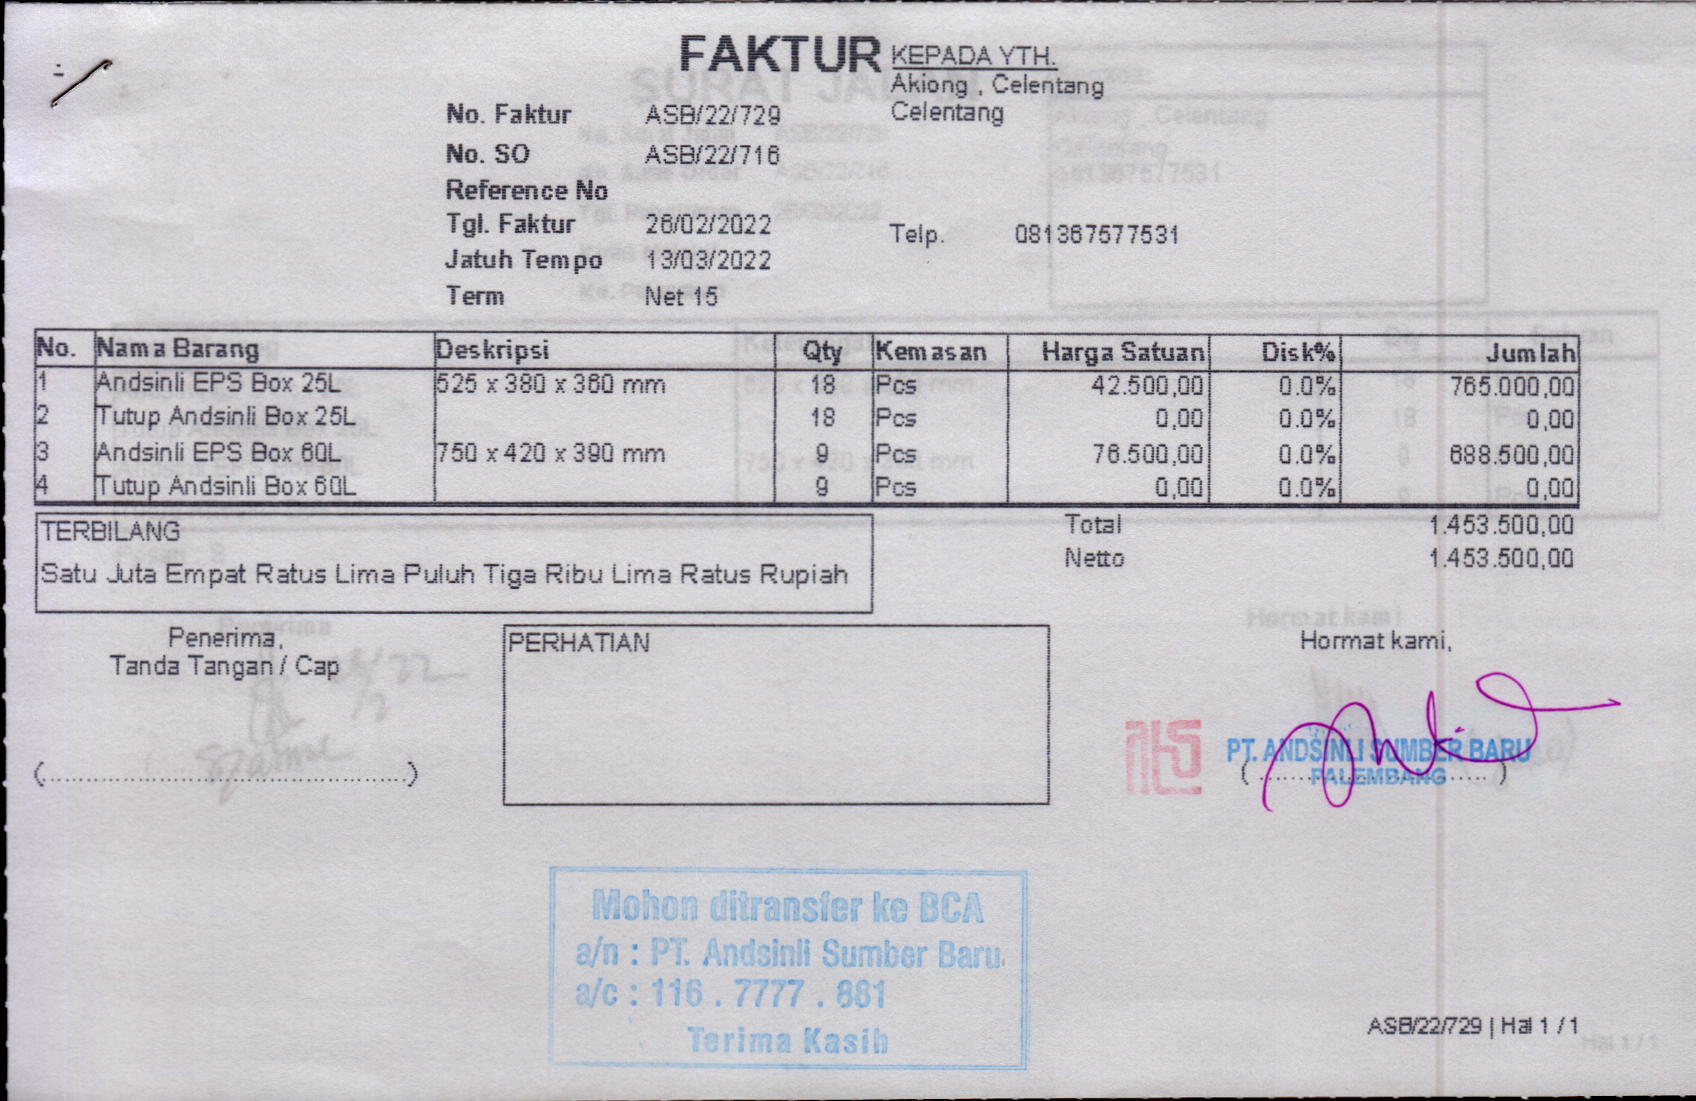 FAKTUR
KEPADA YTH.
Akiong , Celentang
Celentang
No. Faktur ASB/22/729
No. SO ASB/22/716
Reference No
Tgl. Faktur 26/02/2022
Telp. 081367577531
Jatuh Tempo 13/03/2022
Term Net 15
No. Nama Barang Deskripsi Qty Kemasan Harga Satuan Disk% Jumlah
1 Andsinli EPS Box 25L 525 x 380 x 360 mm 18 Pcs 42.500,00 0.0% 765.000,00
2 Tutup Andsinli Box 25L 18 Pcs 0,00 0.0% 0,00
3 Andsinli EPS Box 60L 750 x 420 x 390 mm 9 Pcs 76.500,00 0.0% 688.500,00
4 Tutup Andsinli Box 60L 9 Pcs 0,00 0.0% 0,00
TERBILANG
Satu Juta Empat Ratus Lima Puluh Tiga Ribu Lima Ratus Rupiah
Total 1.453.500,00
Netto 1.453.500,00
Penerima,
Tanda Tangan / Cap
(....................................)
PERHATIAN
Hormat kami,
PT. ANDSINLI SUMBER BARU
PALEMBANG
Mohon ditransfer ke BCA
a/n : PT. Andsinli Sumber Baru
a/c : 116 . 7777 . 881
Terima Kasih
ASB/22/729 | Hal 1 / 1